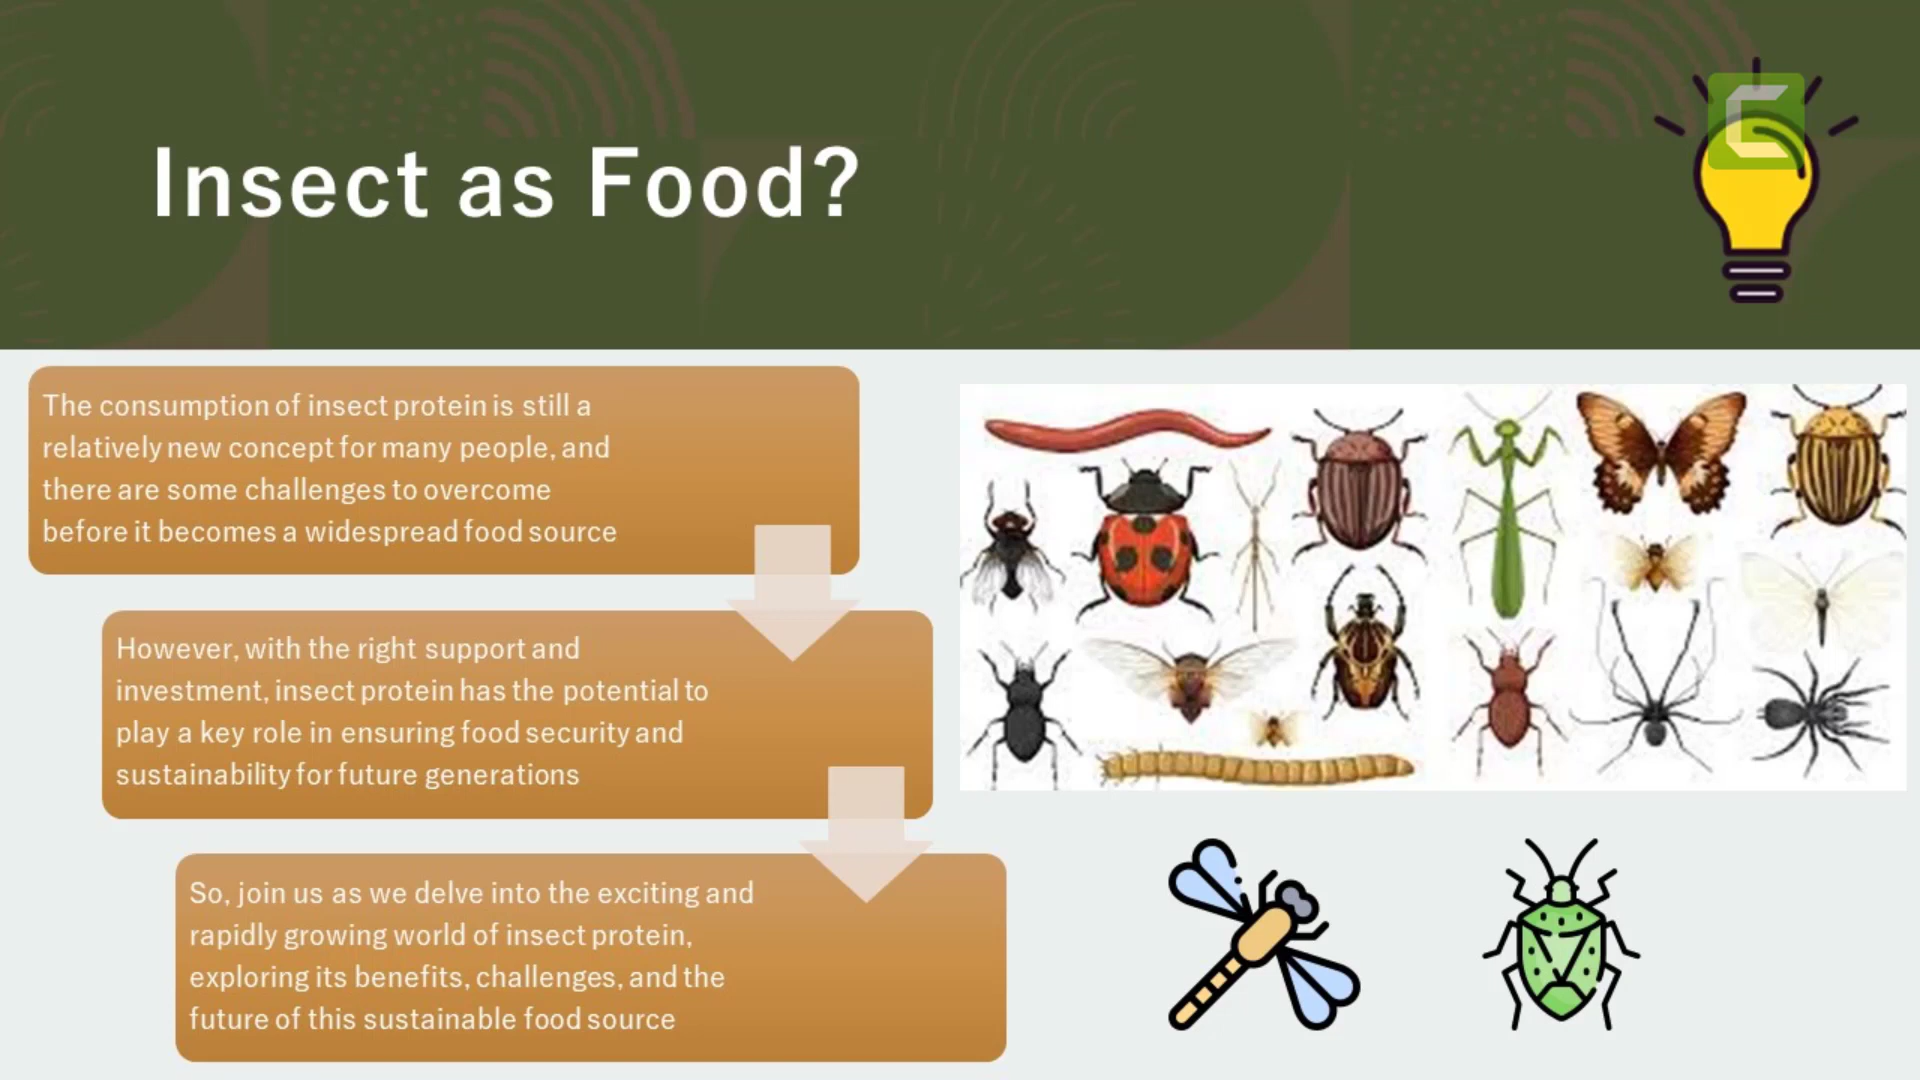 Insect as Food?
The consumption of insect protein is still a
relatively new concept for many people, and
there are some challenges to overcome
before it becomes a widespread food source
However, with the right support and
investment, insect protein has the potential to
play a key role in ensuring food security and
sustainability for future generations
So, join us as we delve into the exciting and
rapidly growing world of insect protein,
exploring its benefits, challenges, and the
future of this sustainable food source